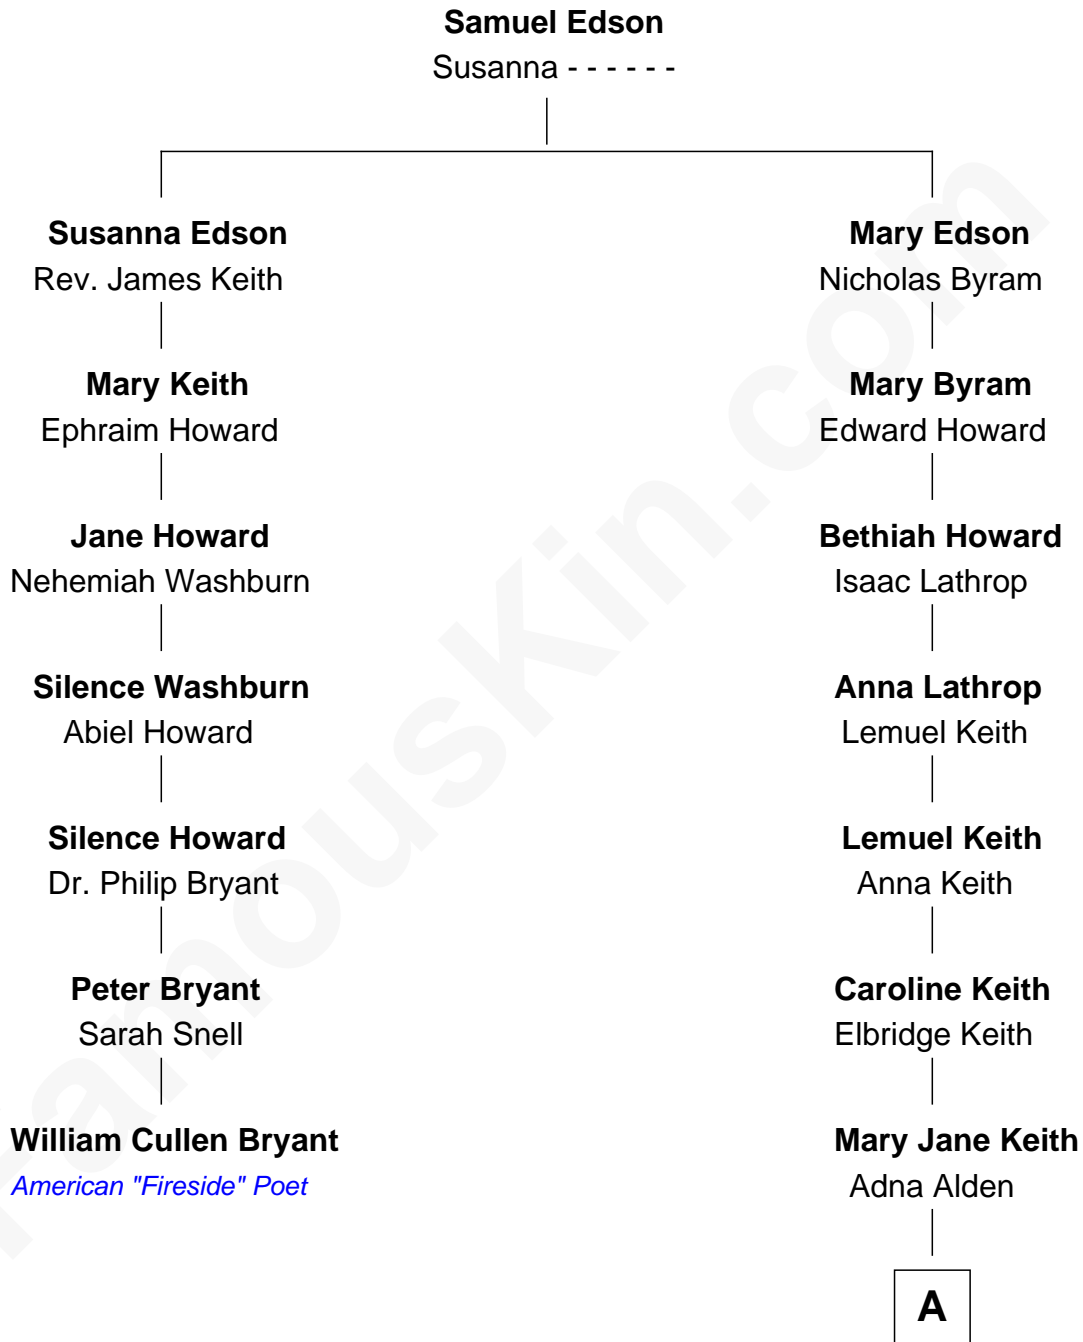 Samuel Edson
Susanna - - - - - -
Susanna Edson
Rev. James Keith
Mary Edson
Nicholas Byram
Mary Keith
Ephraim Howard
Mary Byram
Edward Howard
Jane Howard
Nehemiah Washburn
Bethiah Howard
Isaac Lathrop
Silence Washburn
Abiel Howard
Anna Lathrop
Lemuel Keith
Silence Howard
Dr. Philip Bryant
Lemuel Keith
Anna Keith
Peter Bryant
Sarah Snell
Caroline Keith
Elbridge Keith
William Cullen Bryant
American "Fireside" Poet
Mary Jane Keith
Adna Alden
A
FamousKin.com